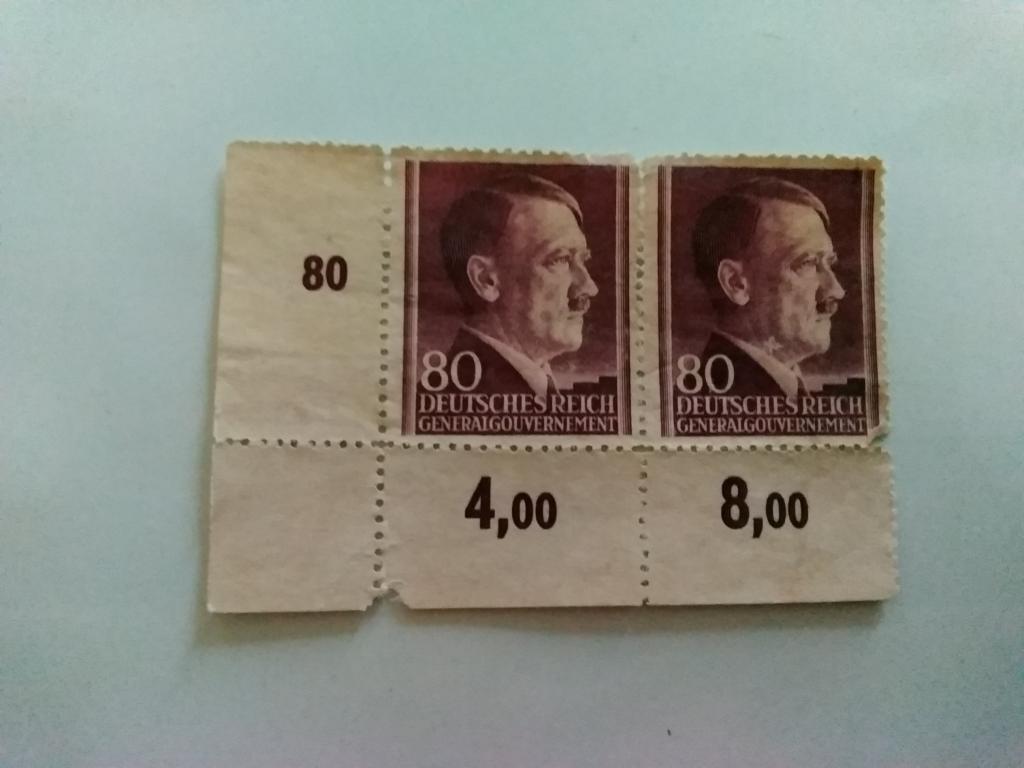 80
80
DEUTSCHES REICH
GENERALGOUVERNEMENT
80
DEUTSCHES REICH
GENERALGOUVERNEMENT
4,00
8,00